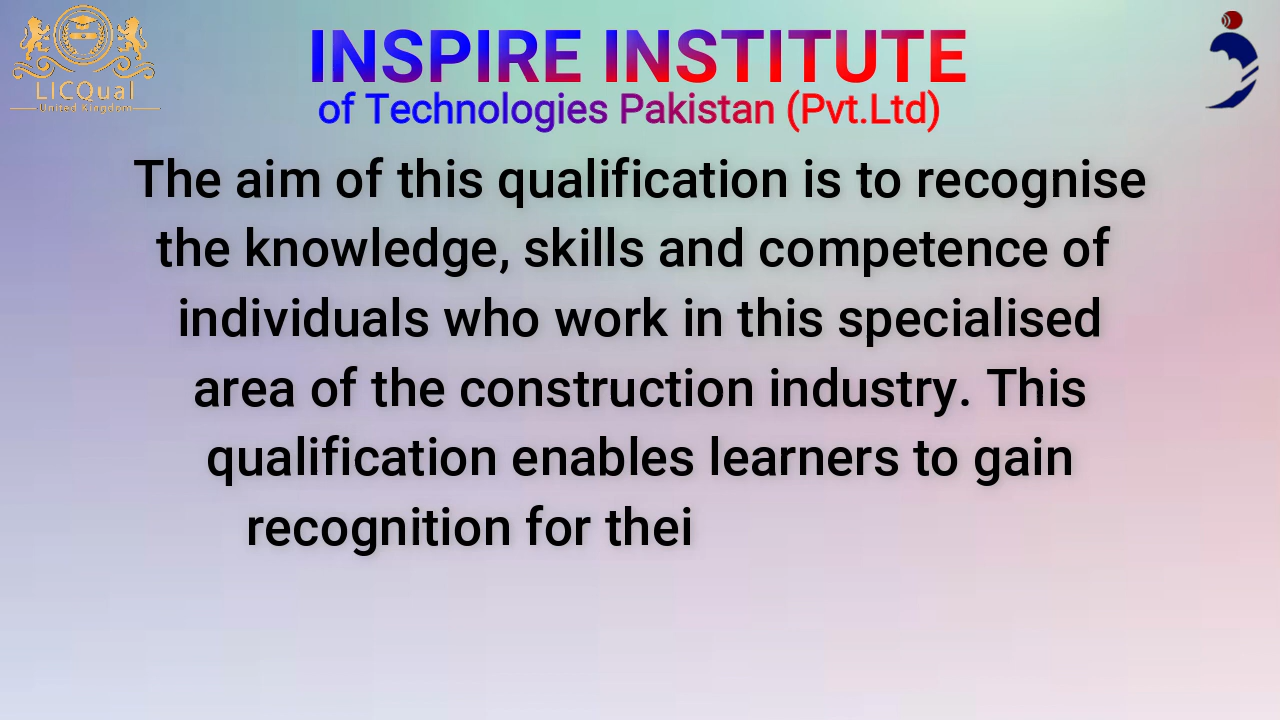 LICQual
United Kingdom
INSPIRE INSTITUTE
of Technologies Pakistan (Pvt.Ltd)
The aim of this qualification is to recognise
the knowledge, skills and competence of
individuals who work in this specialised
area of the construction industry. This
qualification enables learners to gain
recognition for thei